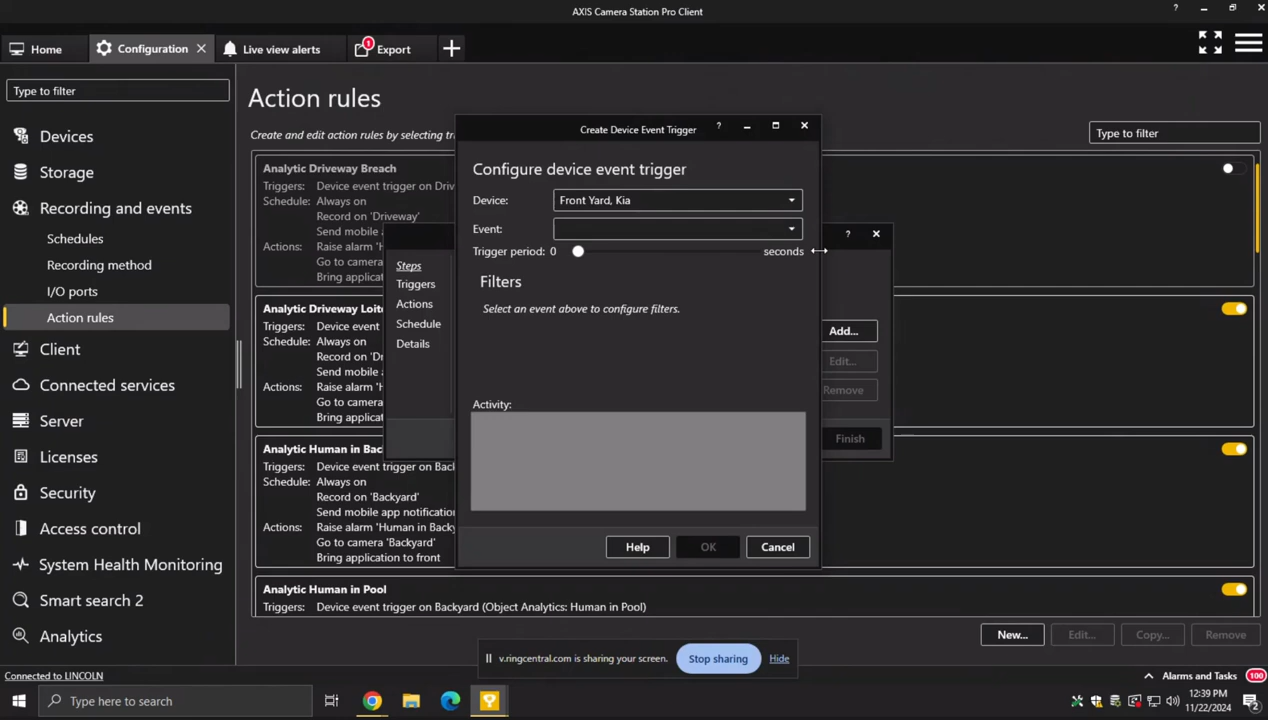 AXIS Camera Station Pro Client
?
Home
Configuration
Live view alerts
1
Export
Type to filter
Devices
Storage
Recording and events
Schedules
Recording method
I/O ports
Action rules
Client
Connected services
Server
Licenses
Security
Access control
System Health Monitoring
Smart search 2
Analytics
Action rules
Create and edit action rules by selecting tr
Type to filter
Analytic Driveway Breach
Triggers: Device event trigger on Driv
Schedule: Always on
Record on 'Driveway'
Send mobile a
Actions: Raise alarm 'H
Go to camera
Bring applicat
Analytic Driveway Loit
Triggers: Device event
Schedule: Always on
Record on 'Dri
Send mobile a
Actions: Raise alarm 'H
Go to camera
Bring applicat
Analytic Human in Bac
Triggers: Device event trigger on Back
Schedule: Always on
Record on 'Backyard'
Send mobile app notification
Actions: Raise alarm 'Human in Backy
Go to camera 'Backyard'
Bring application to front
Analytic Human in Pool
Triggers: Device event trigger on Backyard (Object Analytics: Human in Pool)
New...
Edit...
Copy...
Remove
?
Steps
Triggers
Actions
Schedule
Details
Add...
Edit...
Remove
Finish
Create Device Event Trigger
?
Configure device event trigger
Device: Front Yard, Kia
Event:
Trigger period: 0 seconds
Filters
Select an event above to configure filters.
Activity:
Help
OK
Cancel
v.ringcentral.com is sharing your screen.
Stop sharing
Hide
Connected to LINCOLN
Alarms and Tasks 100
Type here to search
12:39 PM
11/22/2024
2